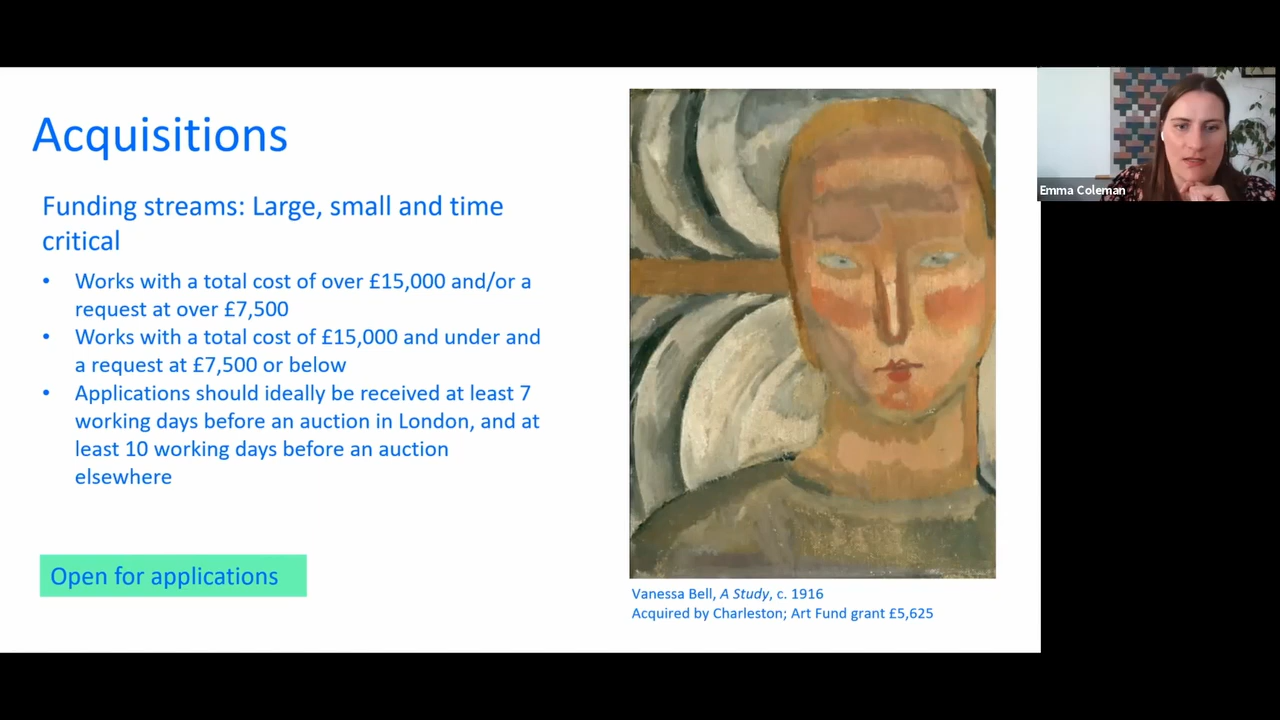 Acquisitions
Funding streams: Large, small and time
critical
• Works with a total cost of over £15,000 and/or a
request at over £7,500
• Works with a total cost of £15,000 and under and
a request at £7,500 or below
• Applications should ideally be received at least 7
working days before an auction in London, and at
least 10 working days before an auction
elsewhere
Open for applications
Vanessa Bell, A Study, c. 1916
Acquired by Charleston; Art Fund grant £5,625
Emma Coleman